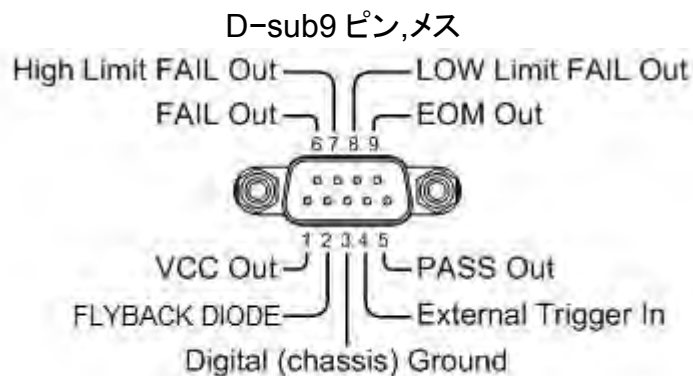 D-sub9 ピン,メス
High Limit FAIL Out LOW Limit FAIL Out
FAIL Out EOM Out
6 7 8 9
1 2 3 4 5
VCC Out PASS Out
FLYBACK DIODE External Trigger In
Digital (chassis) Ground